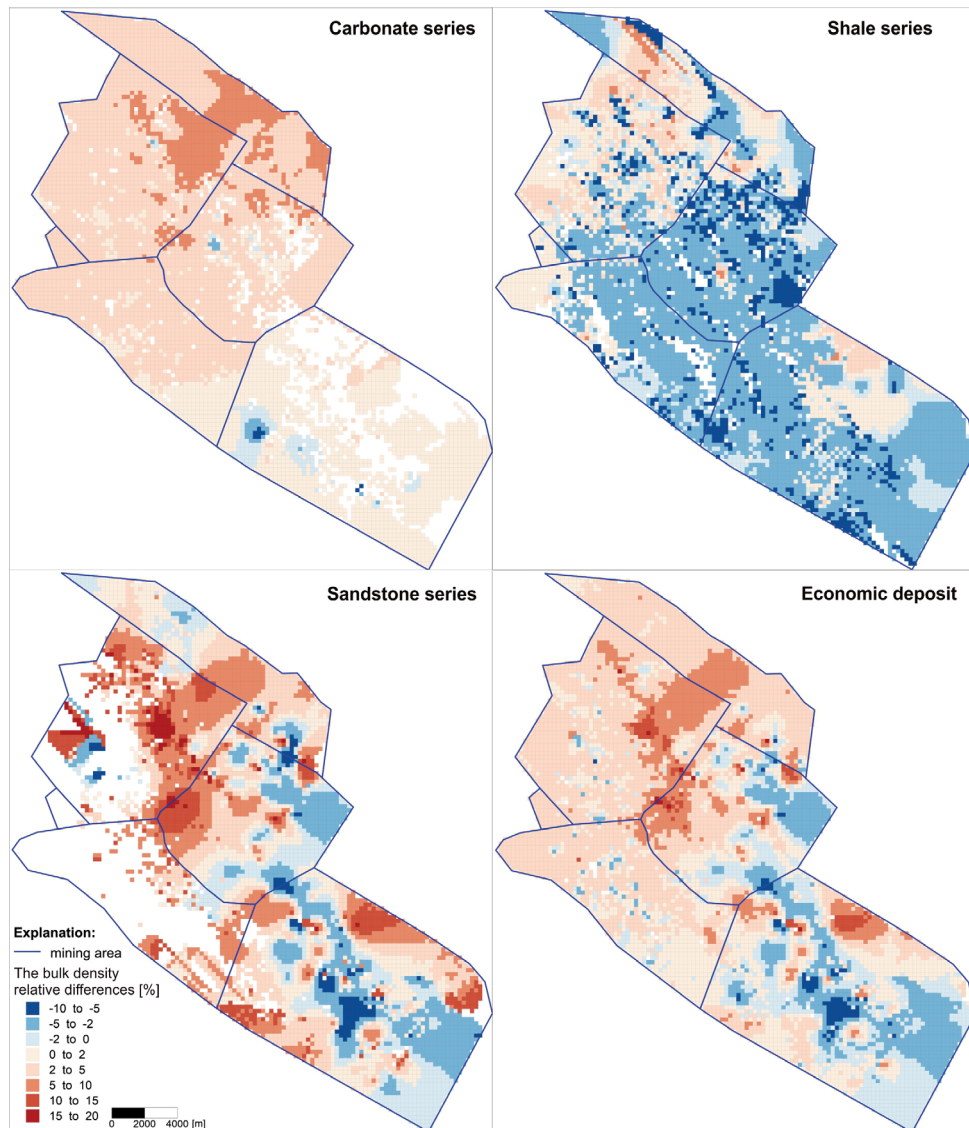 Carbonate series
Shale series
Sandstone series
Economic deposit
Explanation:
mining area
The bulk density
relative differences [%]
-10 to -5
-5 to -2
-2 to 0
0 to 2
2 to 5
5 to 10
10 to 15
15 to 20
0 2000 4000 [m]